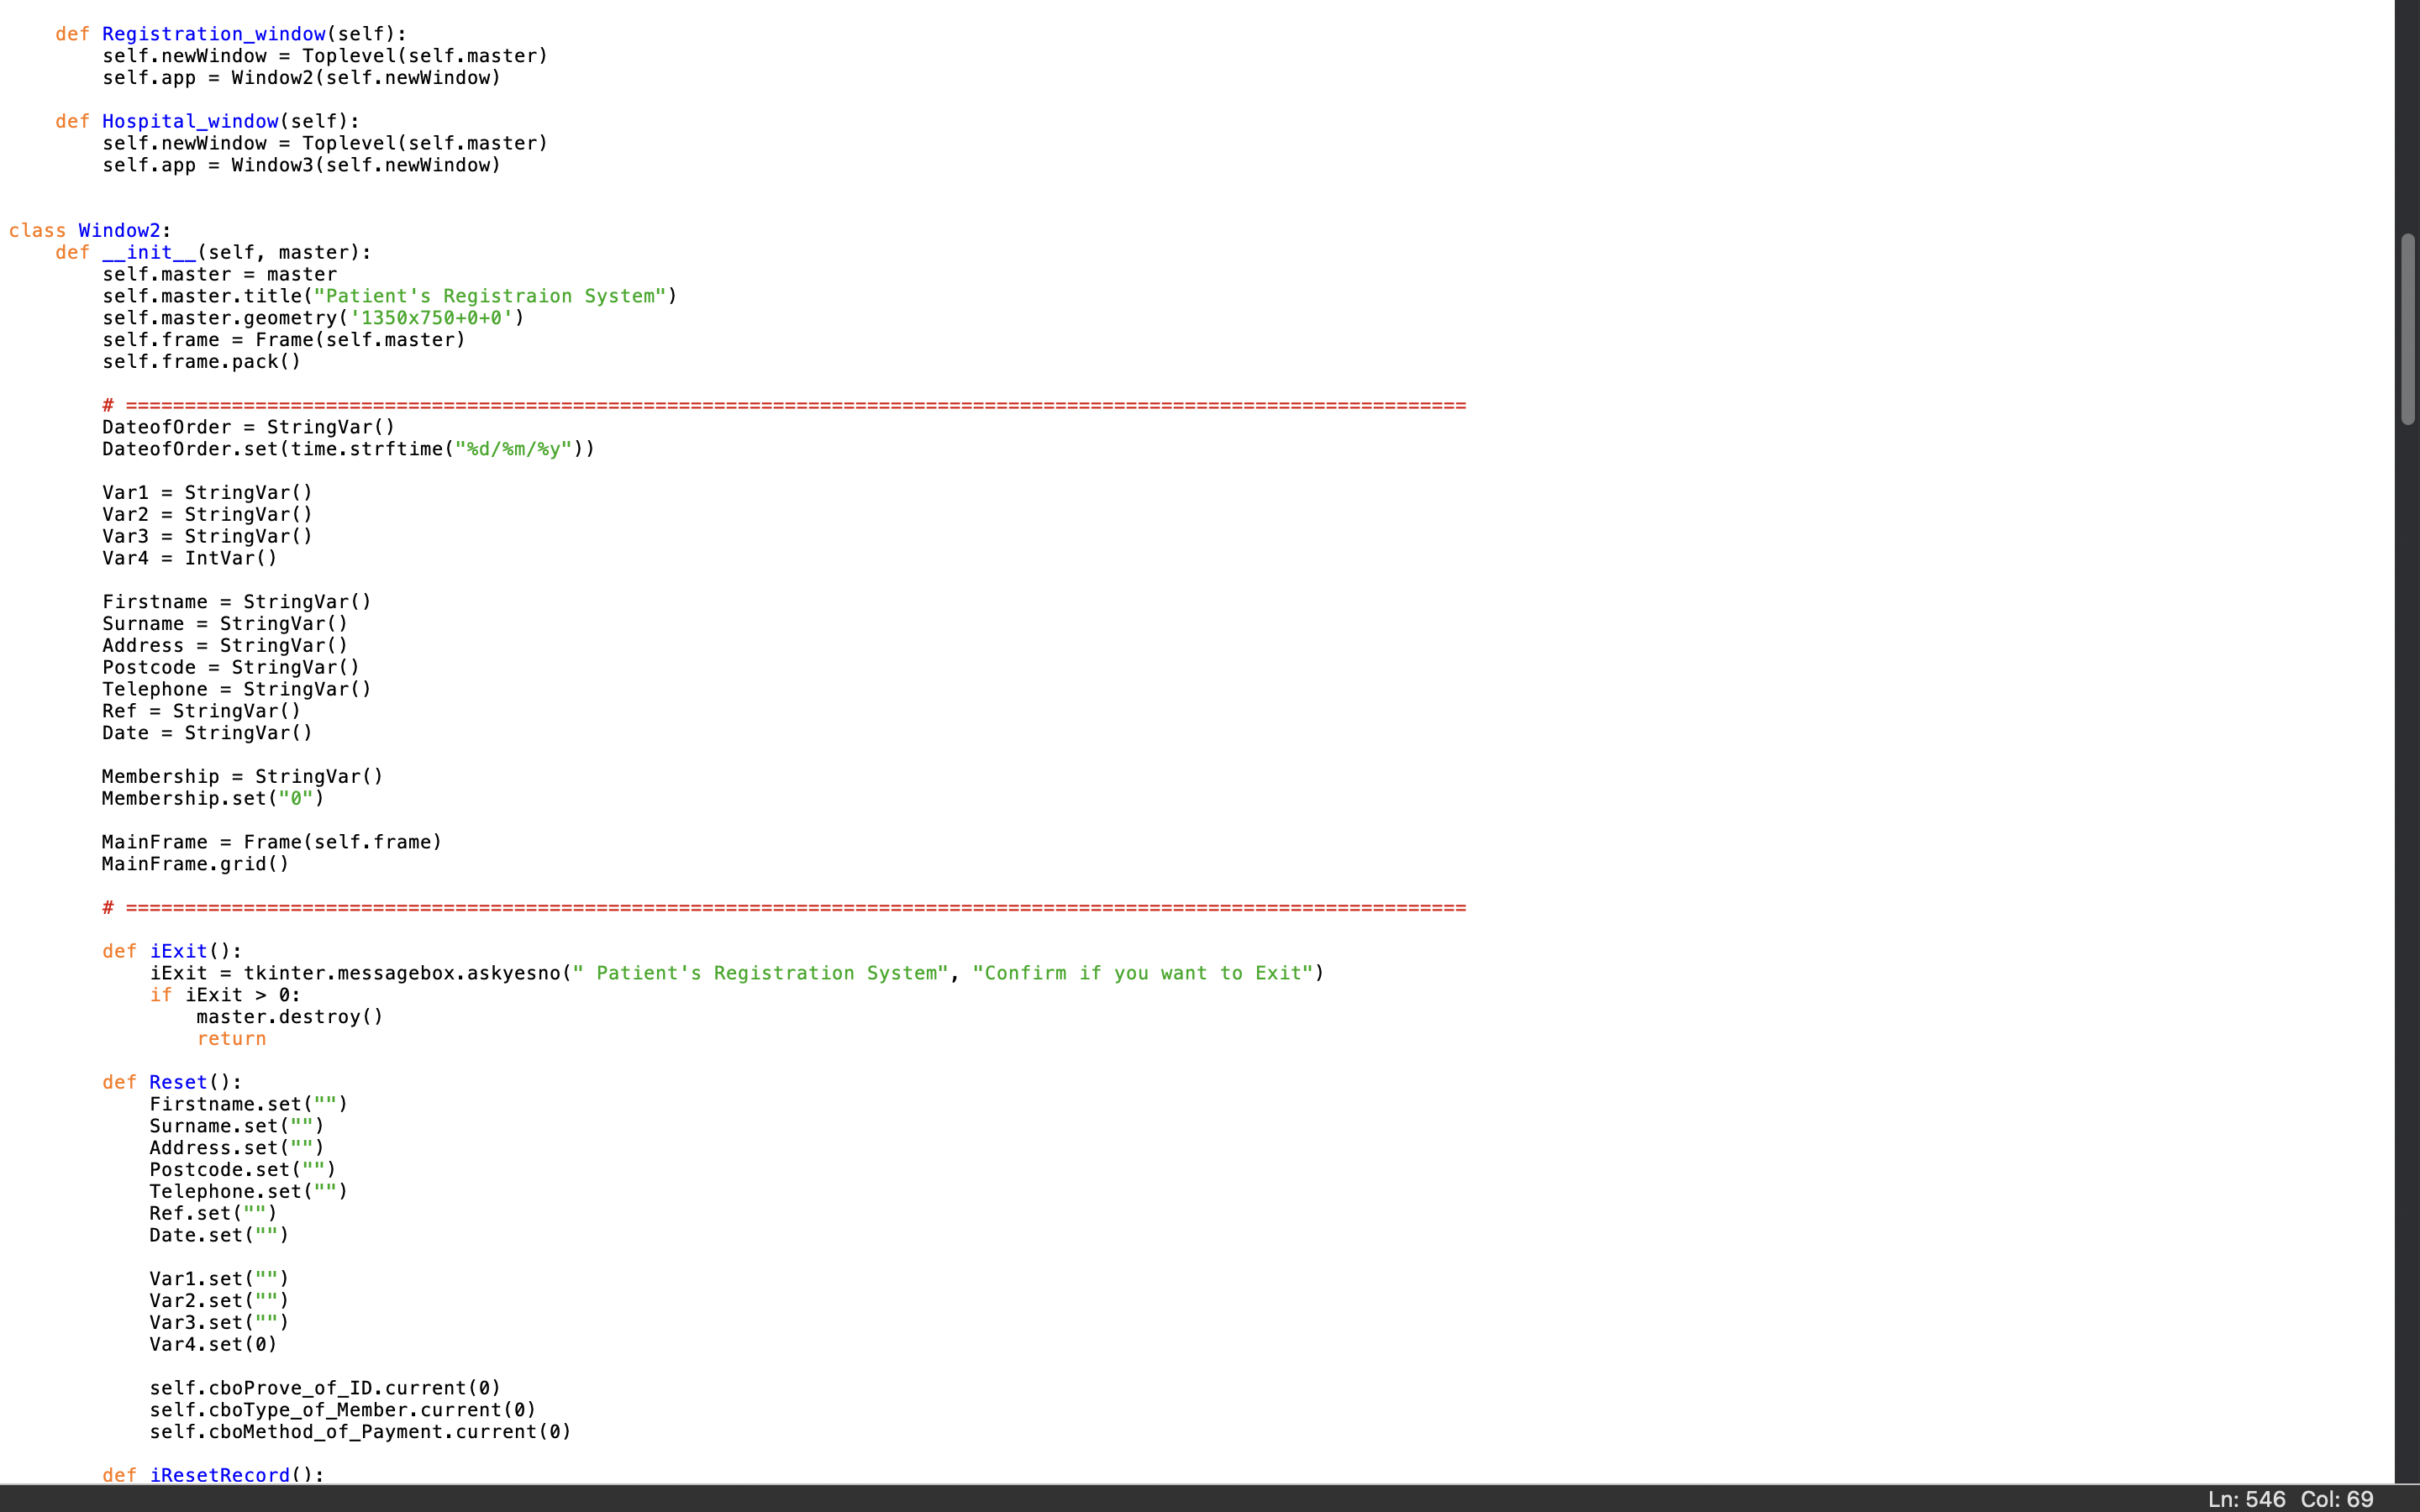 def Registration_window(self):
        self.newWindow = Toplevel(self.master)
        self.app = Window2(self.newWindow)

    def Hospital_window(self):
        self.newWindow = Toplevel(self.master)
        self.app = Window3(self.newWindow)


class Window2:
    def __init__(self, master):
        self.master = master
        self.master.title("Patient's Registraion System")
        self.master.geometry('1350x750+0+0')
        self.frame = Frame(self.master)
        self.frame.pack()

        # ==================================================================================================================
        DateofOrder = StringVar()
        DateofOrder.set(time.strftime("%d/%m/%y"))

        Var1 = StringVar()
        Var2 = StringVar()
        Var3 = StringVar()
        Var4 = IntVar()

        Firstname = StringVar()
        Surname = StringVar()
        Address = StringVar()
        Postcode = StringVar()
        Telephone = StringVar()
        Ref = StringVar()
        Date = StringVar()

        Membership = StringVar()
        Membership.set("0")

        MainFrame = Frame(self.frame)
        MainFrame.grid()

        # ==================================================================================================================

        def iExit():
            iExit = tkinter.messagebox.askyesno(" Patient's Registration System", "Confirm if you want to Exit")
            if iExit > 0:
                master.destroy()
                return

        def Reset():
            Firstname.set("")
            Surname.set("")
            Address.set("")
            Postcode.set("")
            Telephone.set("")
            Ref.set("")
            Date.set("")

            Var1.set("")
            Var2.set("")
            Var3.set("")
            Var4.set(0)

            self.cboProve_of_ID.current(0)
            self.cboType_of_Member.current(0)
            self.cboMethod_of_Payment.current(0)

        def iResetRecord():
Ln: 546 Col: 69